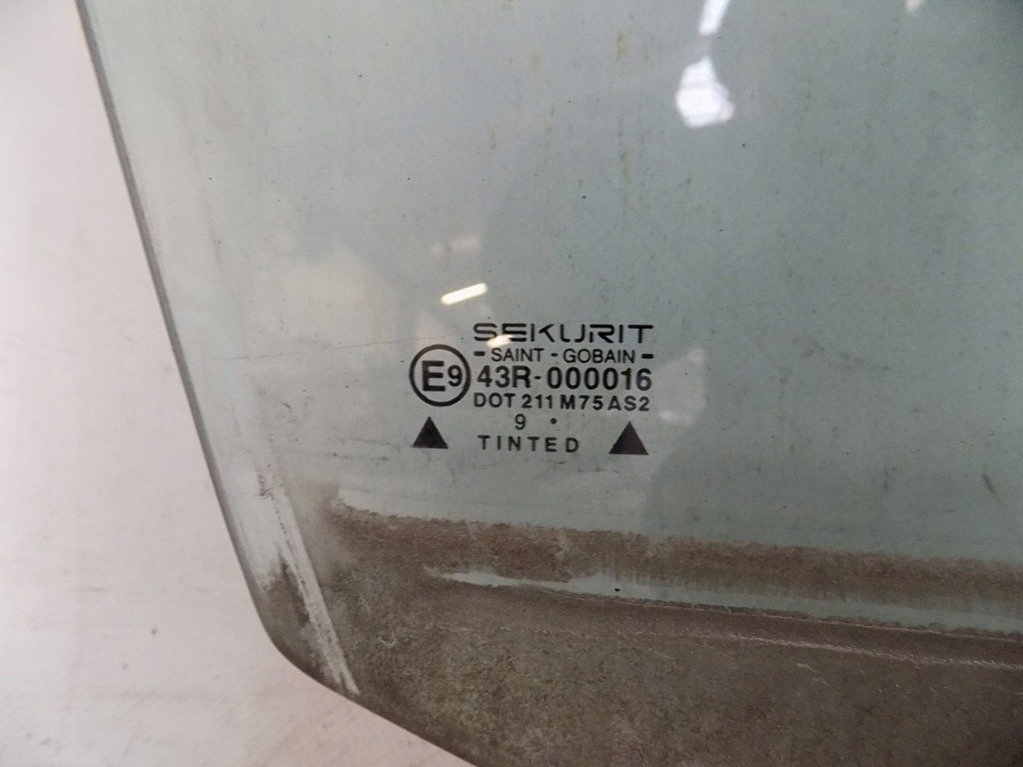 SEKURIT
- SAINT - GOBAIN -
E9 43R-000016
DOT 211 M75 AS2
9 •
TINTED